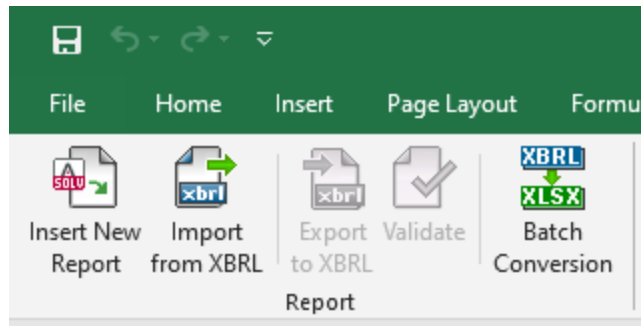 File Home Insert Page Layout Formu
A
SOLV
xbrl
xbrl
XBRL
XLSX
Insert New Import Export Validate Batch
Report from XBRL to XBRL Conversion
Report